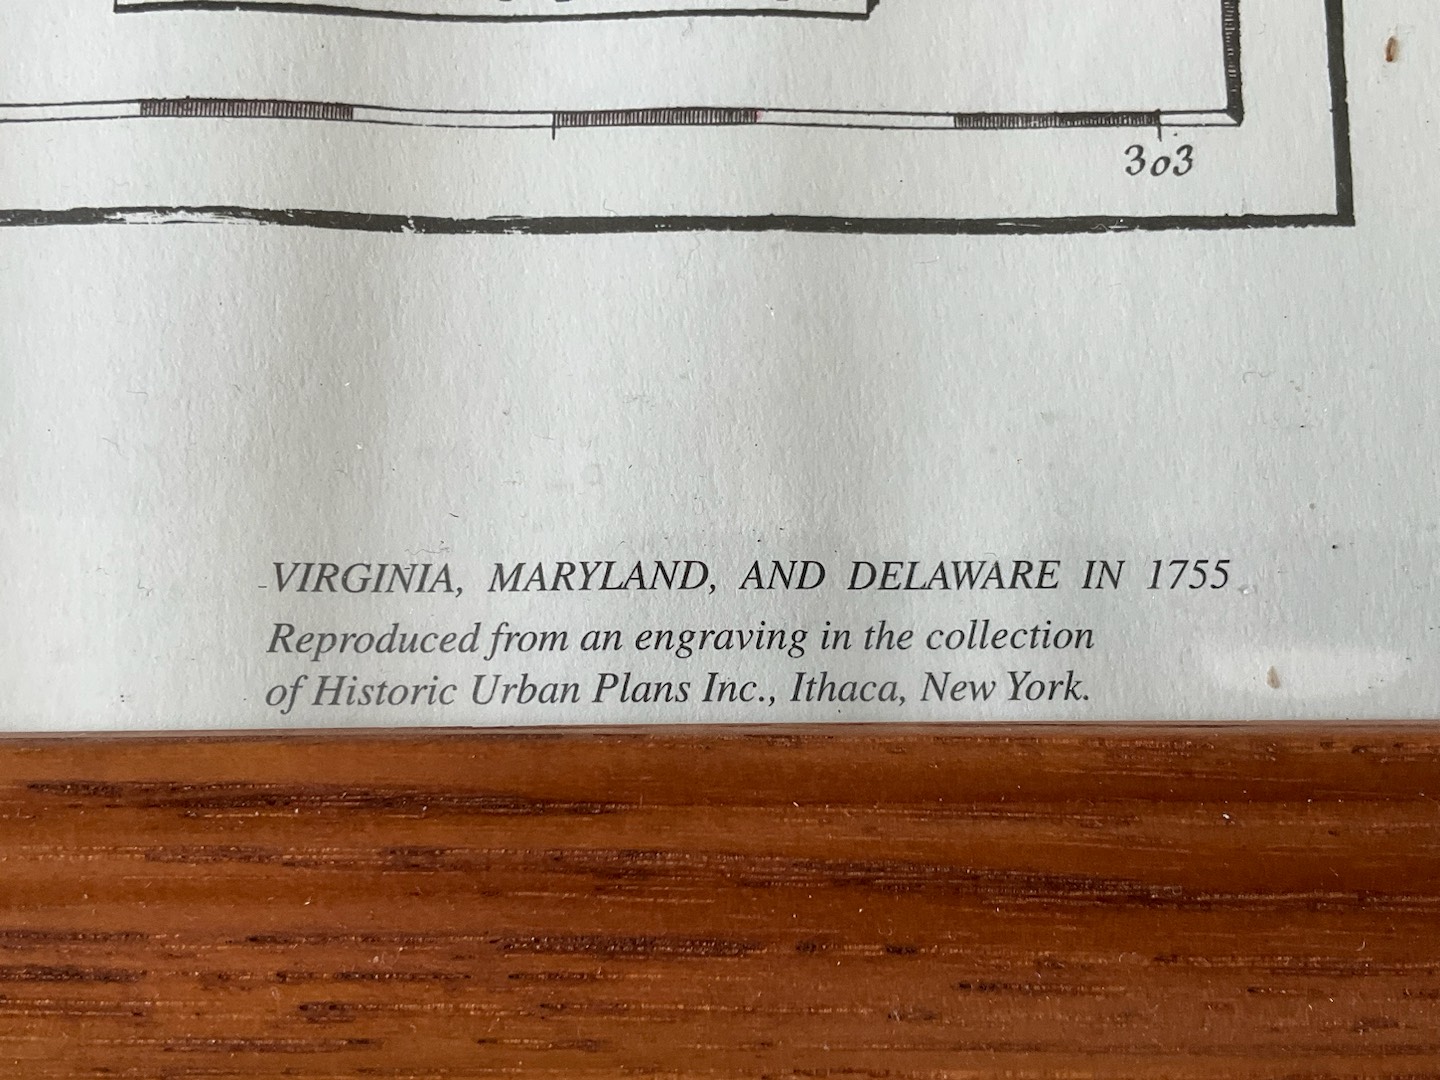 303
VIRGINIA, MARYLAND, AND DELAWARE IN 1755
Reproduced from an engraving in the collection
of Historic Urban Plans Inc., Ithaca, New York.